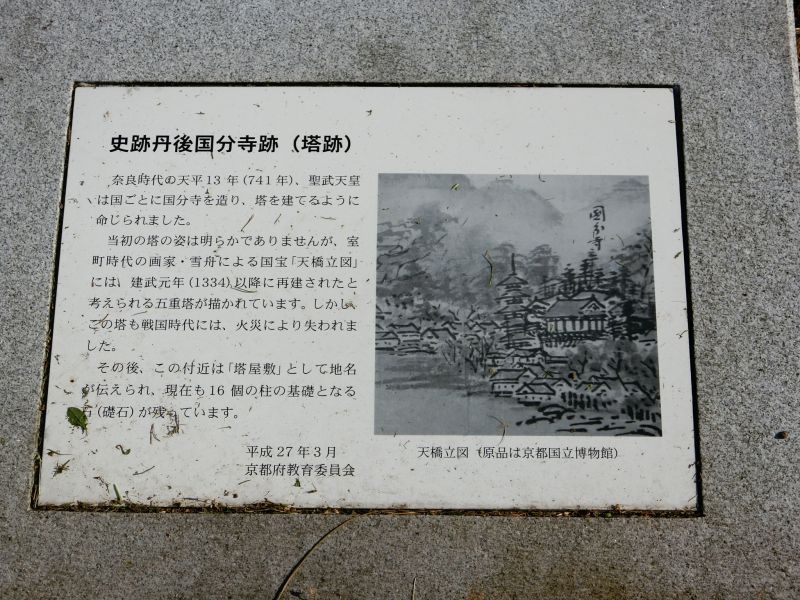 史跡丹後国分寺跡（塔跡）
奈良時代の天平13年(741年)、聖武天皇
は国ごとに国分寺を造り、塔を建てるように
命じられました。
当初の塔の姿は明らかでありませんが、室
町時代の画家・雪舟による国宝「天橋立図」
には、建武元年(1334)以降に再建されたと
考えられる五重塔が描かれています。しかし、
この塔も戦国時代には、火災により失われま
した。
その後、この付近は「塔屋敷」として地名
が伝えられ、現在も16個の柱の基礎となる
石(礎石)が残っています。
平成27年3月
京都府教育委員会
國分寺
天橋立図（原品は京都国立博物館）